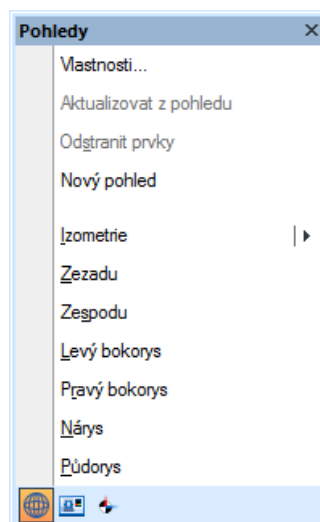 Pohledy
Vlastnosti...
Aktualizovat z pohledu
Odstranit prvky
Nový pohled
Izometrie
Zezadu
Zespodu
Levý bokorys
Pravý bokorys
Nárys
Půdorys